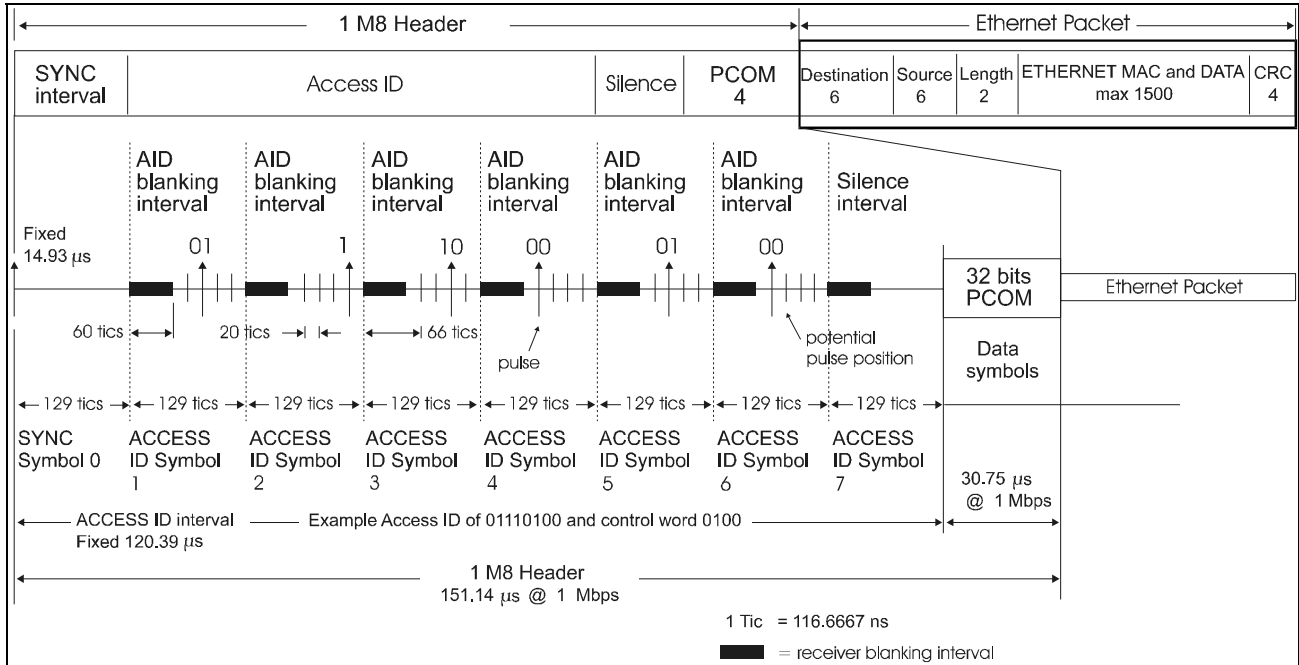 1 M8 Header
Ethernet Packet
SYNC
interval
Access ID
Silence
PCOM
4
Destination
6
Source
6
Length
2
ETHERNET MAC and DATA
max 1500
CRC
4
AID
blanking
interval
AID
blanking
interval
AID
blanking
interval
AID
blanking
interval
AID
blanking
interval
AID
blanking
interval
Silence
interval
Fixed
14.93 µs
01
1
10
00
01
00
32 bits
PCOM
Ethernet Packet
60 tics
20 tics
66 tics
pulse
potential
pulse position
Data
symbols
129 tics
129 tics
129 tics
129 tics
129 tics
129 tics
129 tics
129 tics
SYNC
Symbol 0
ACCESS
ID Symbol
1
ACCESS
ID Symbol
2
ACCESS
ID Symbol
3
ACCESS
ID Symbol
4
ACCESS
ID Symbol
5
ACCESS
ID Symbol
6
ACCESS
ID Symbol
7
30.75 µs
@ 1 Mbps
ACCESS ID interval
Fixed 120.39 µs
Example Access ID of 01110100 and control word 0100
1 M8 Header
151.14 µs @ 1 Mbps
1 Tic = 116.6667 ns
= receiver blanking interval